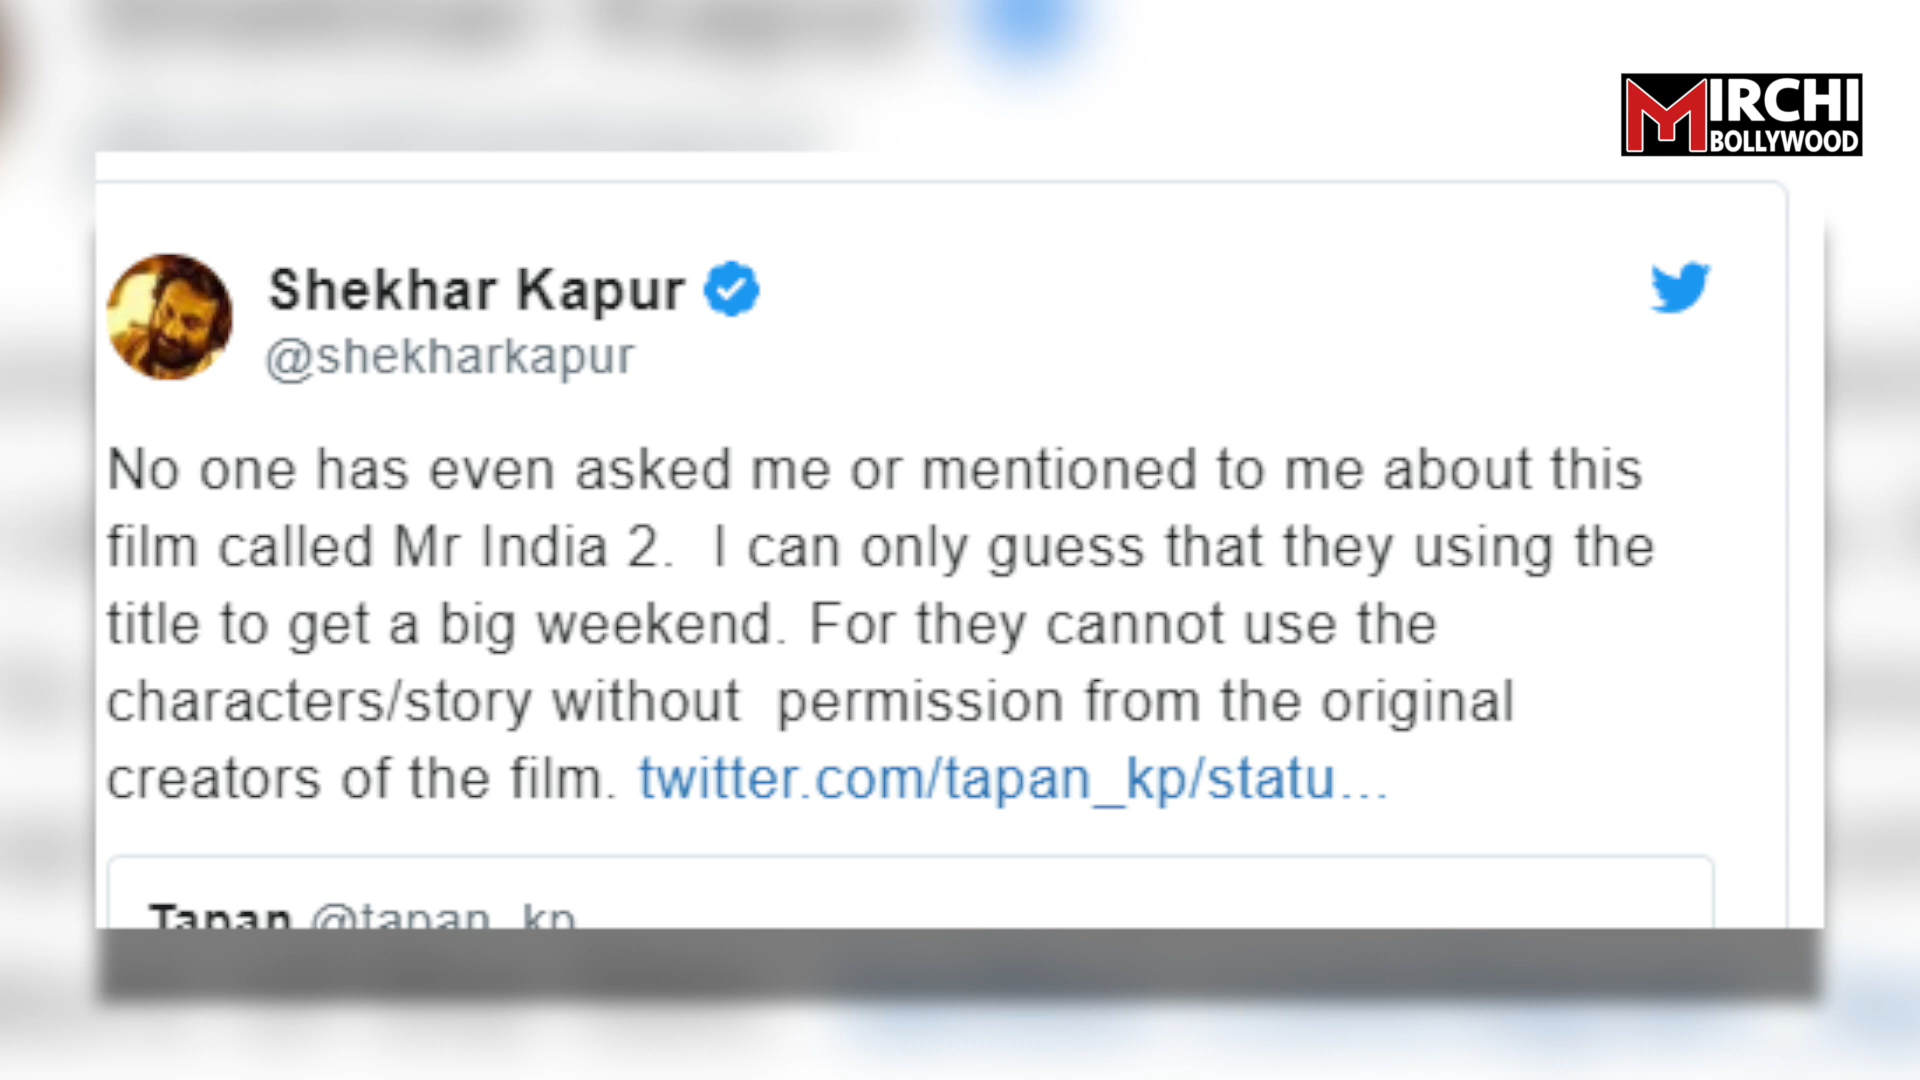 MIRCHI
BOLLYWOOD
Shekhar Kapur
@shekharkapur
No one has even asked me or mentioned to me about this
film called Mr India 2.  I can only guess that they using the
title to get a big weekend. For they cannot use the
characters/story without  permission from the original
creators of the film. twitter.com/tapan_kp/statu...
Tapan @tapan_kp